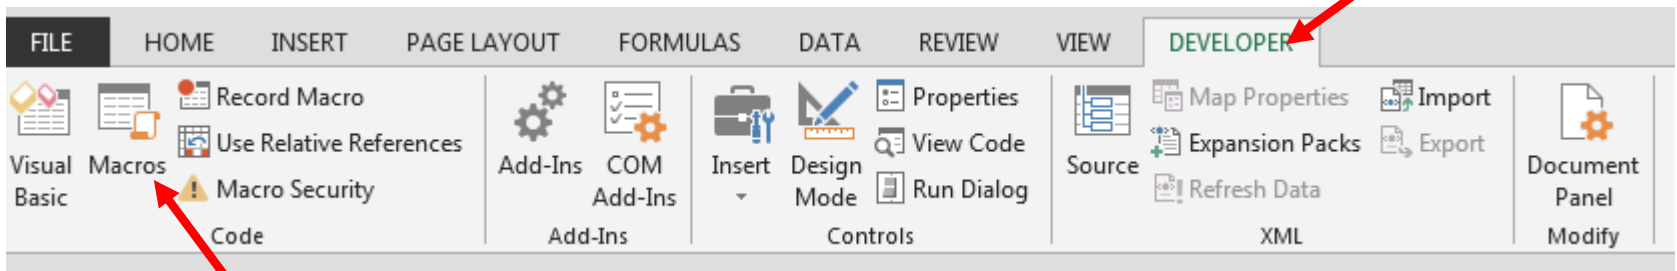 FILE HOME INSERT PAGE LAYOUT FORMULAS DATA REVIEW VIEW DEVELOPER
Visual
Basic
Macros
Record Macro
Use Relative References
Macro Security
Code
Add-Ins
COM
Add-Ins
Add-Ins
Insert
Design
Mode
Properties
View Code
Run Dialog
Controls
Source
Map Properties
Expansion Packs
Refresh Data
Import
Export
XML
Document
Panel
Modify